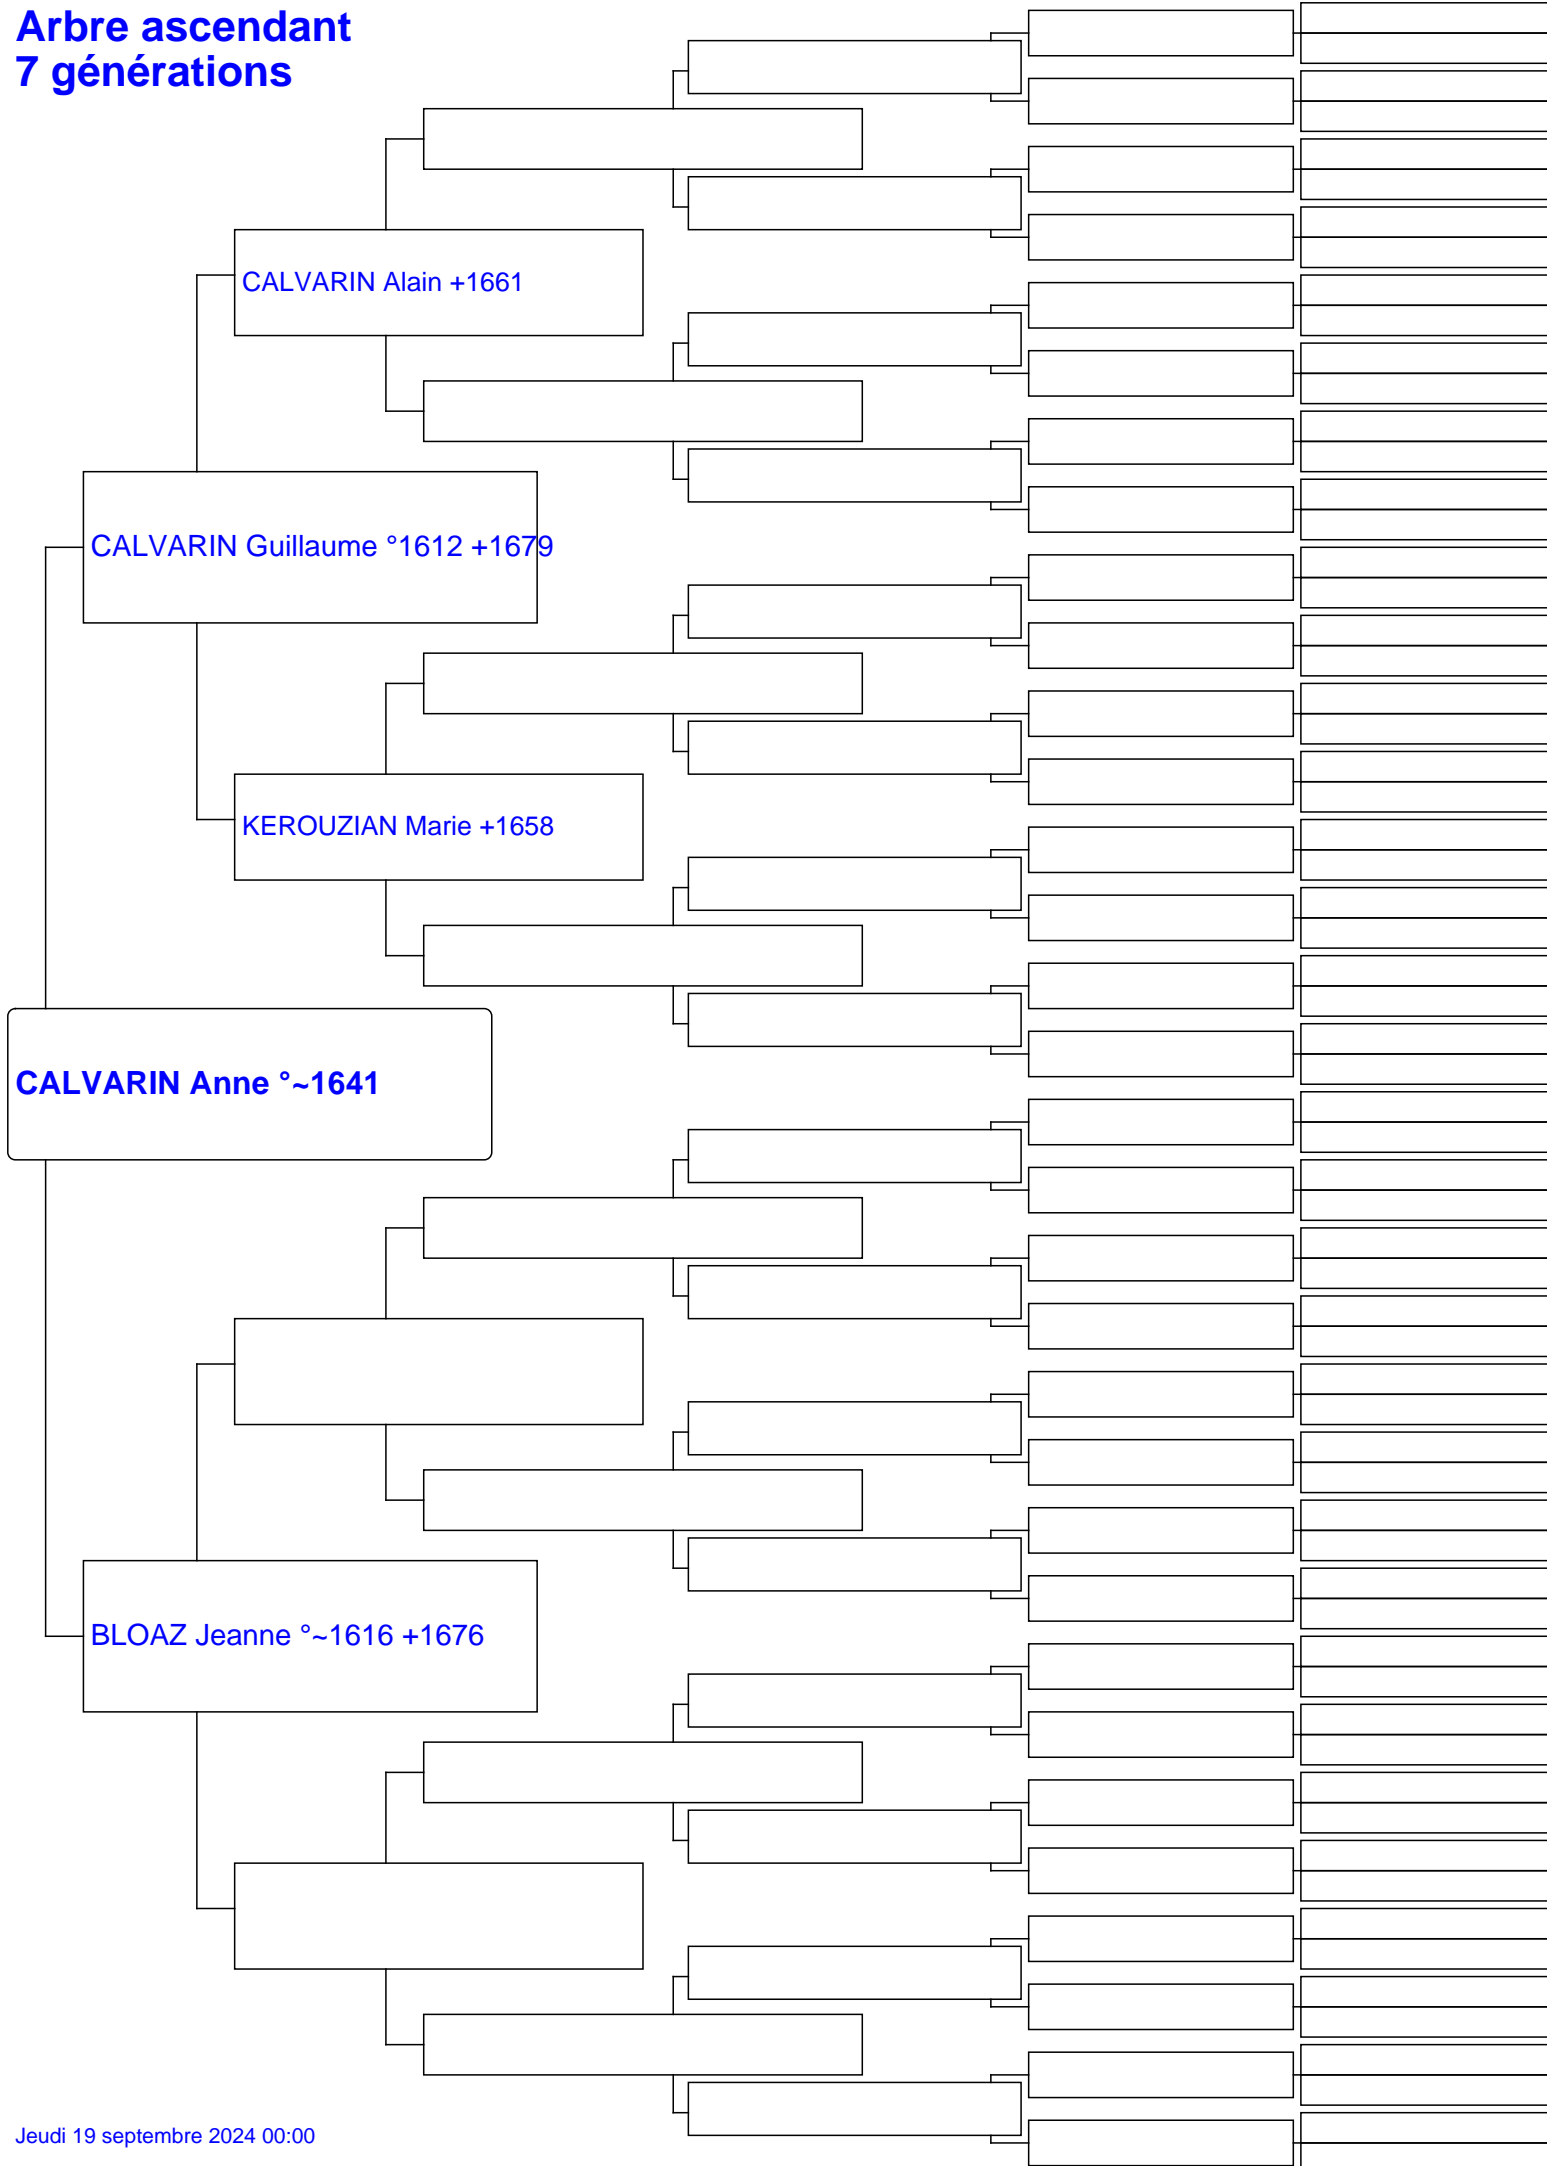 Arbre ascendant
7 générations
CALVARIN Alain +1661
CALVARIN Guillaume °1612 +1679
KEROUZIAN Marie +1658
CALVARIN Anne °~1641
BLOAZ Jeanne °~1616 +1676
Jeudi 19 septembre 2024 00:00